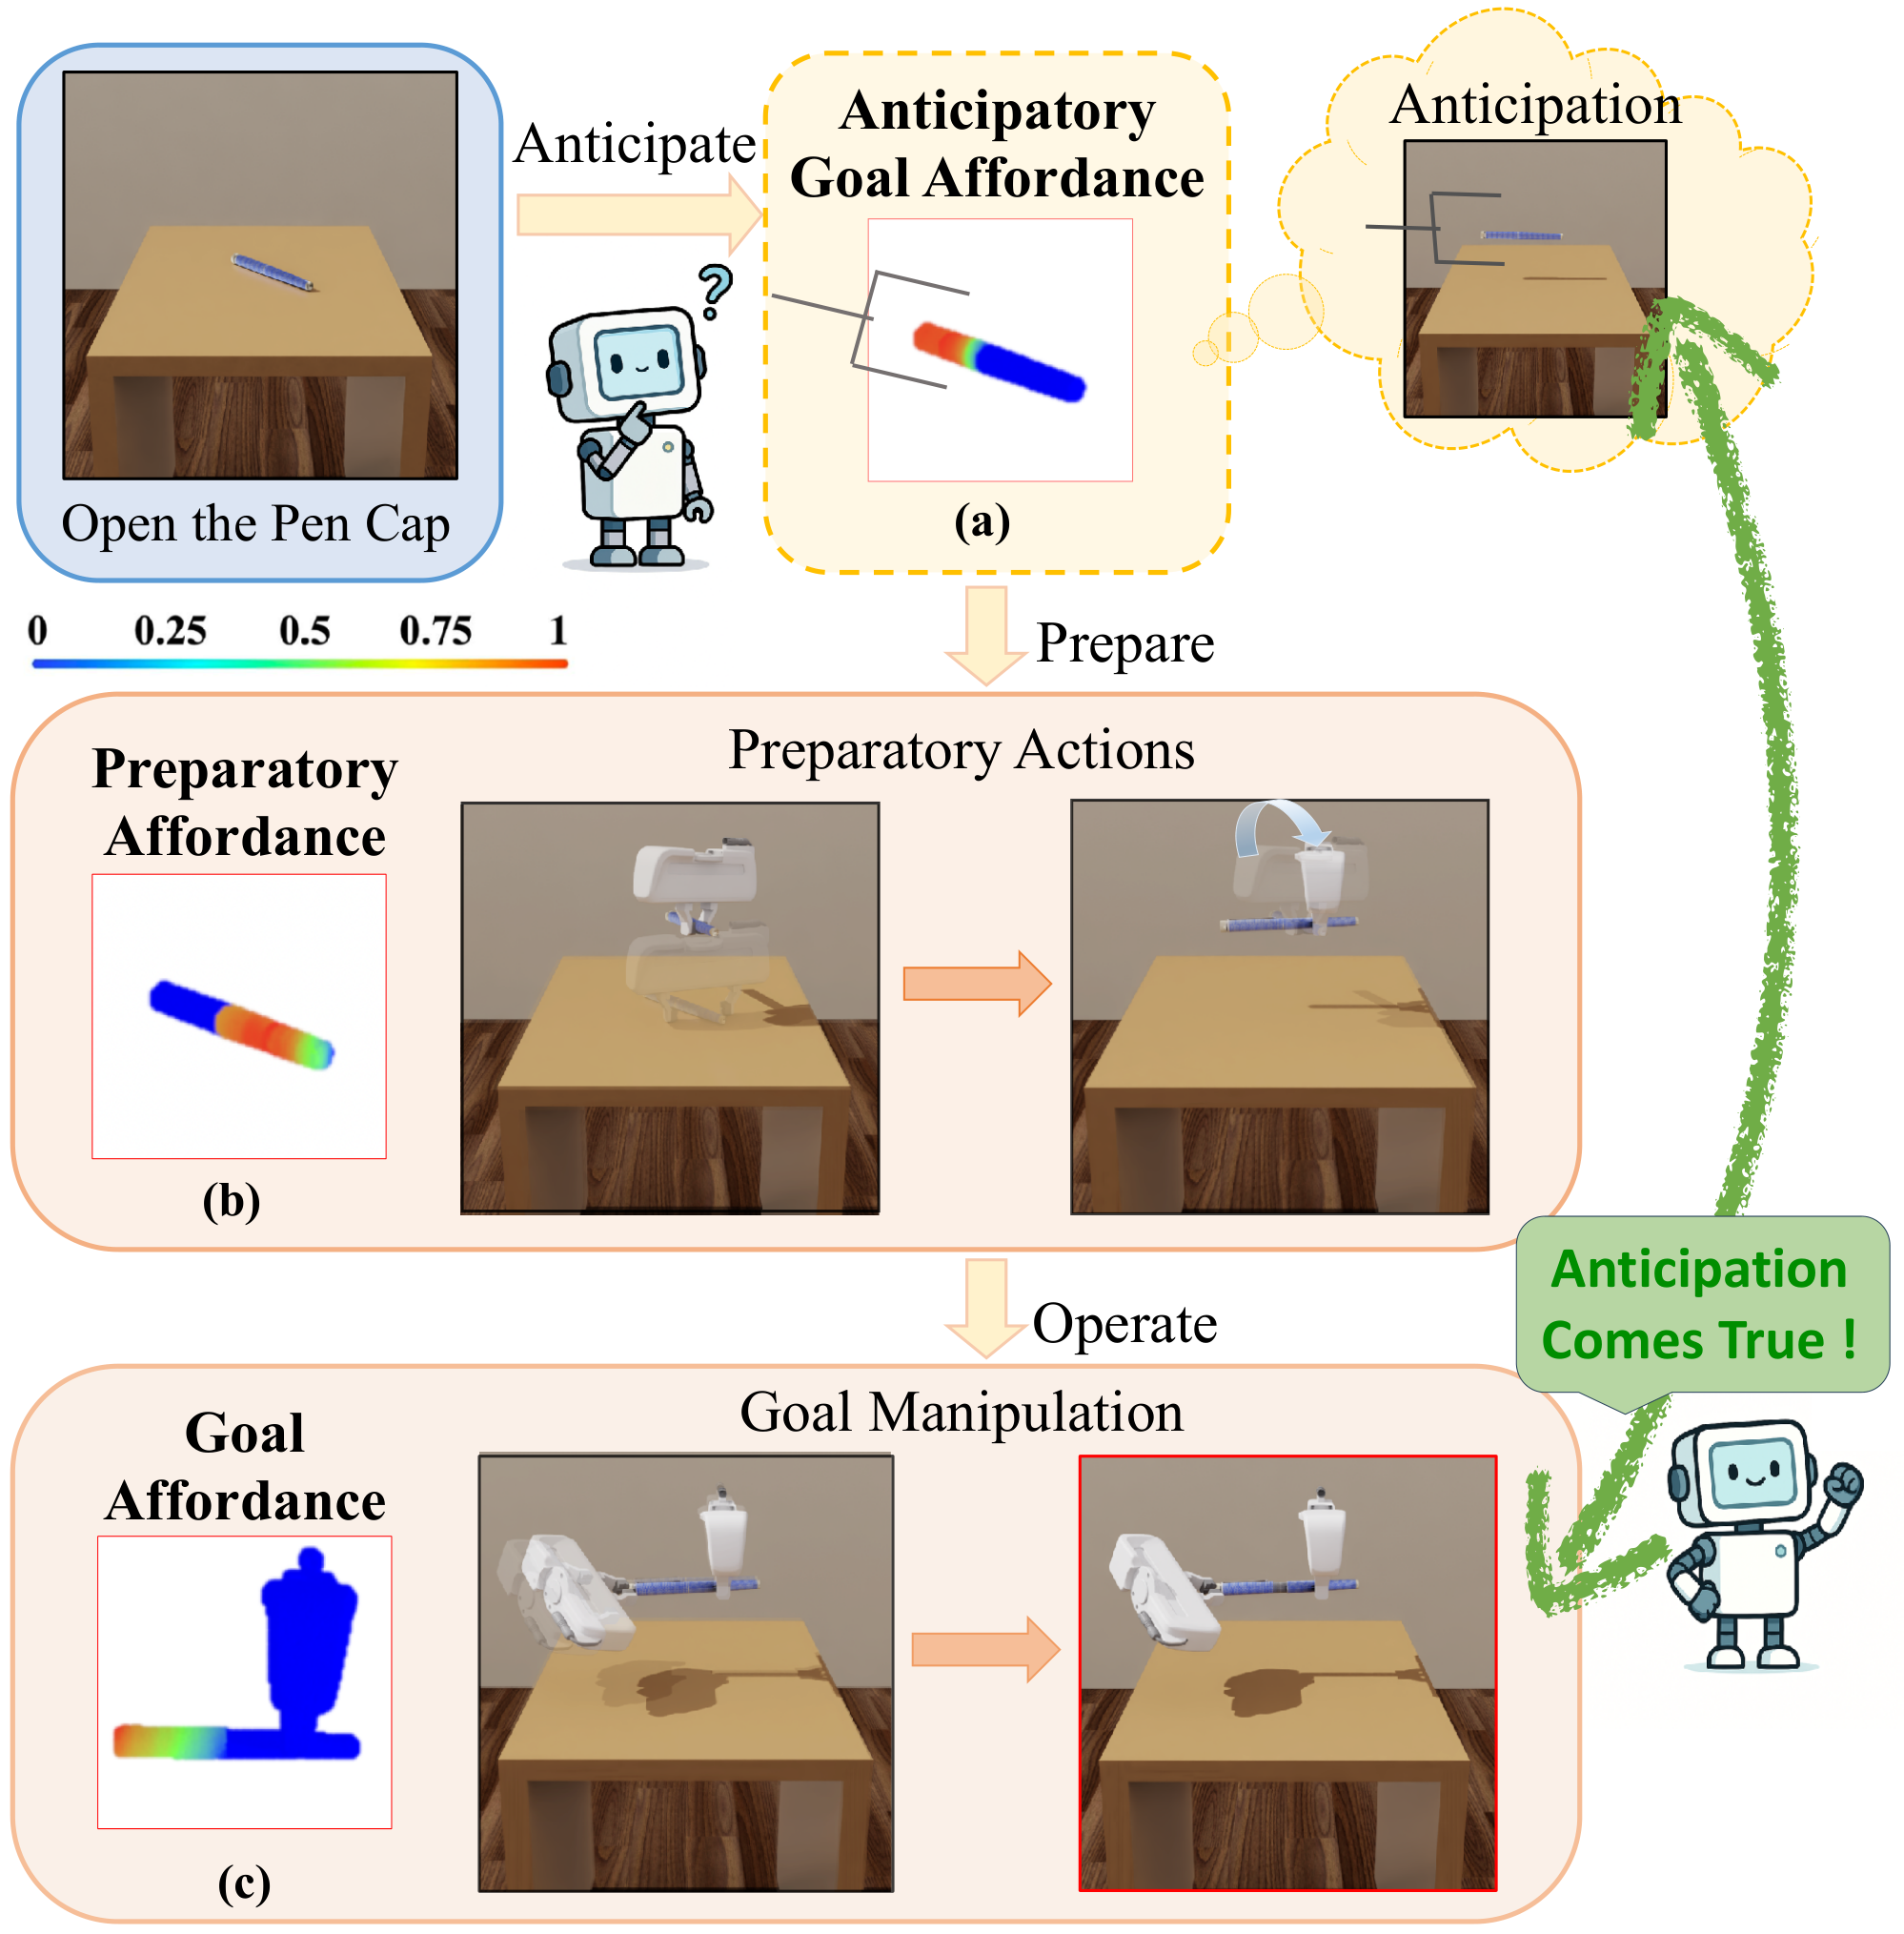 Open the Pen Cap
Anticipate
?
Anticipatory
Goal Affordance
(a)
Anticipation
0 0.25 0.5 0.75 1
Prepare
Preparatory
Affordance
(b)
Preparatory Actions
Operate
Anticipation
Comes True !
Goal
Affordance
(c)
Goal Manipulation